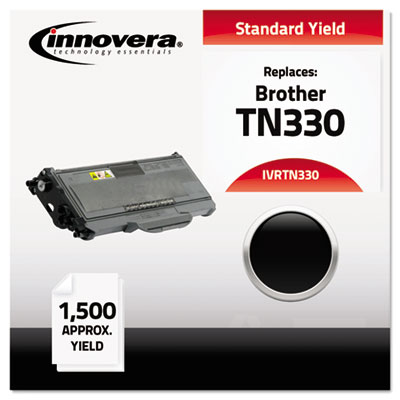 innovera
technology essentials
Standard Yield
Replaces:
Brother
TN330
IVRTN330
1,500
APPROX.
YIELD